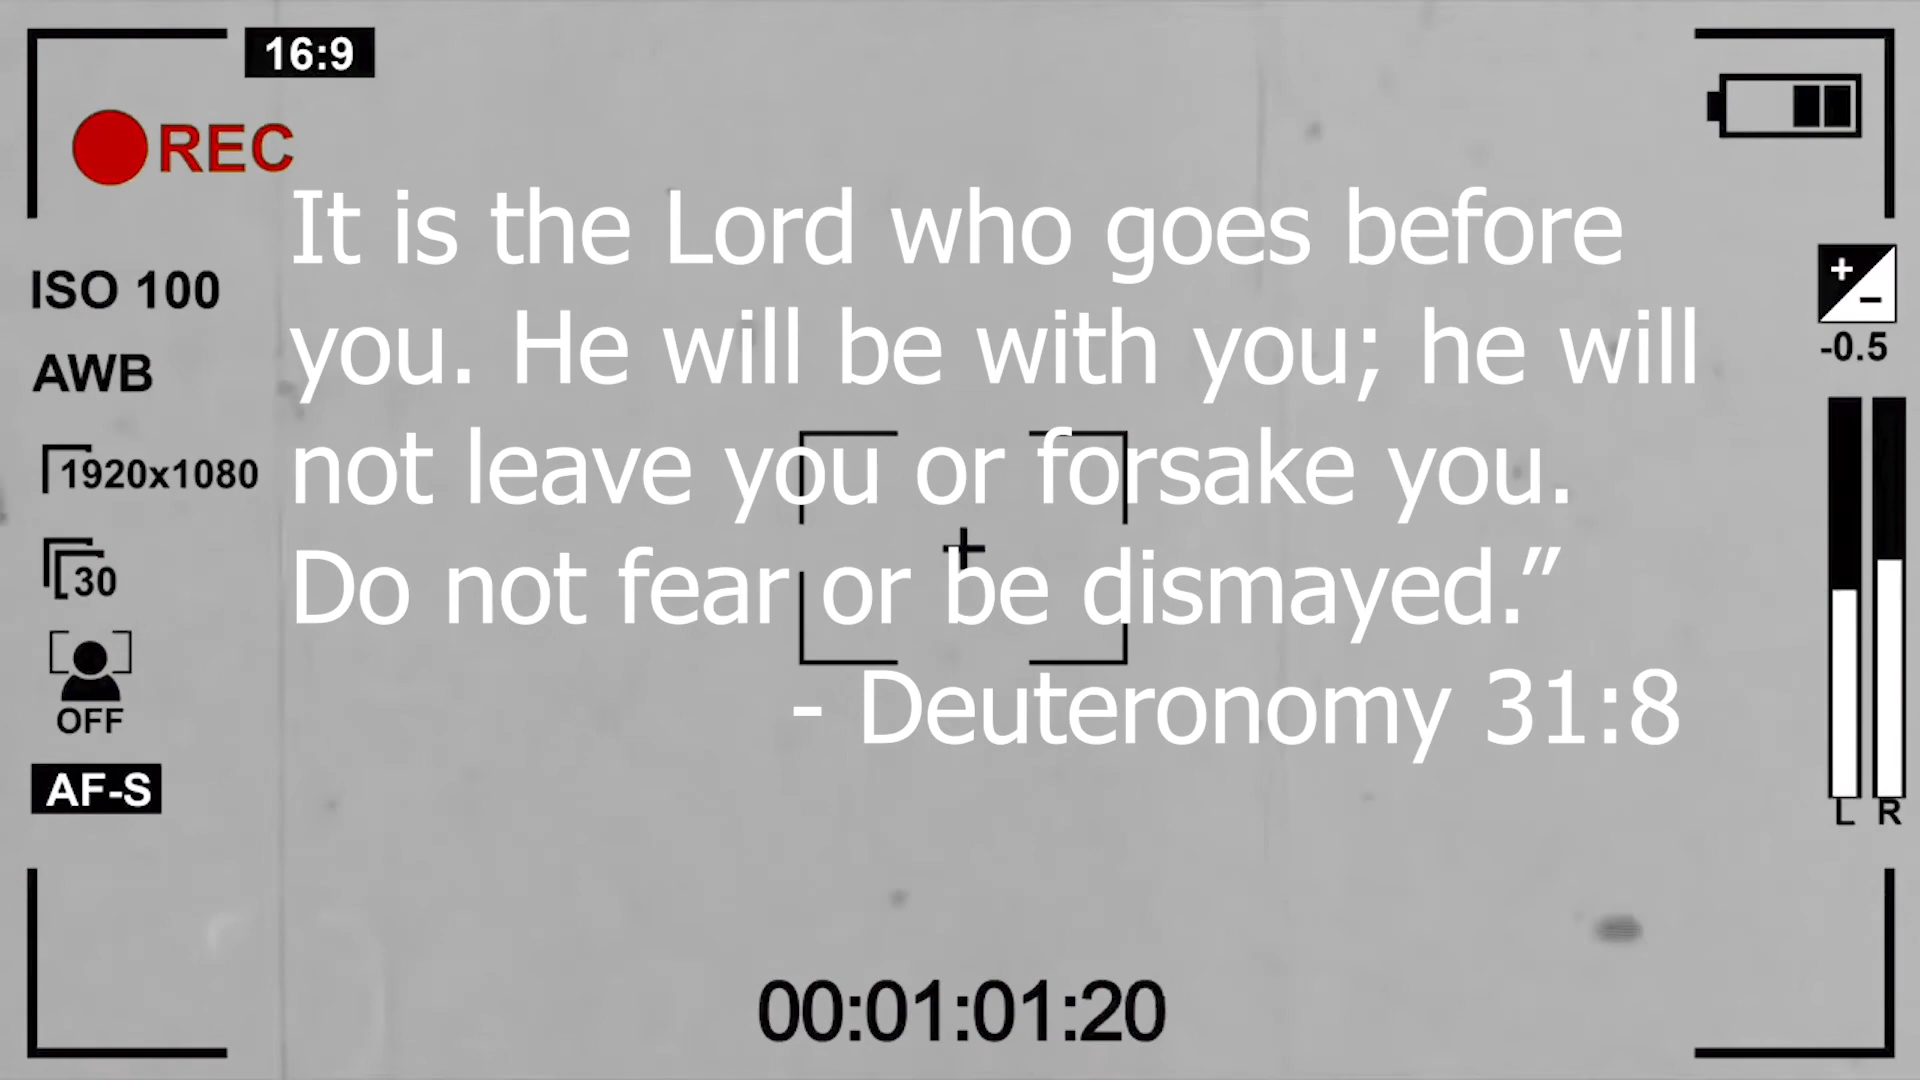 16:9
REC
It is the Lord who goes before
you. He will be with you; he will
not leave you or forsake you.
Do not fear or be dismayed.”
- Deuteronomy 31:8
ISO 100
AWB
1920x1080
30
OFF
AF-S
+
−
-0.5
L R
00:01:01:20